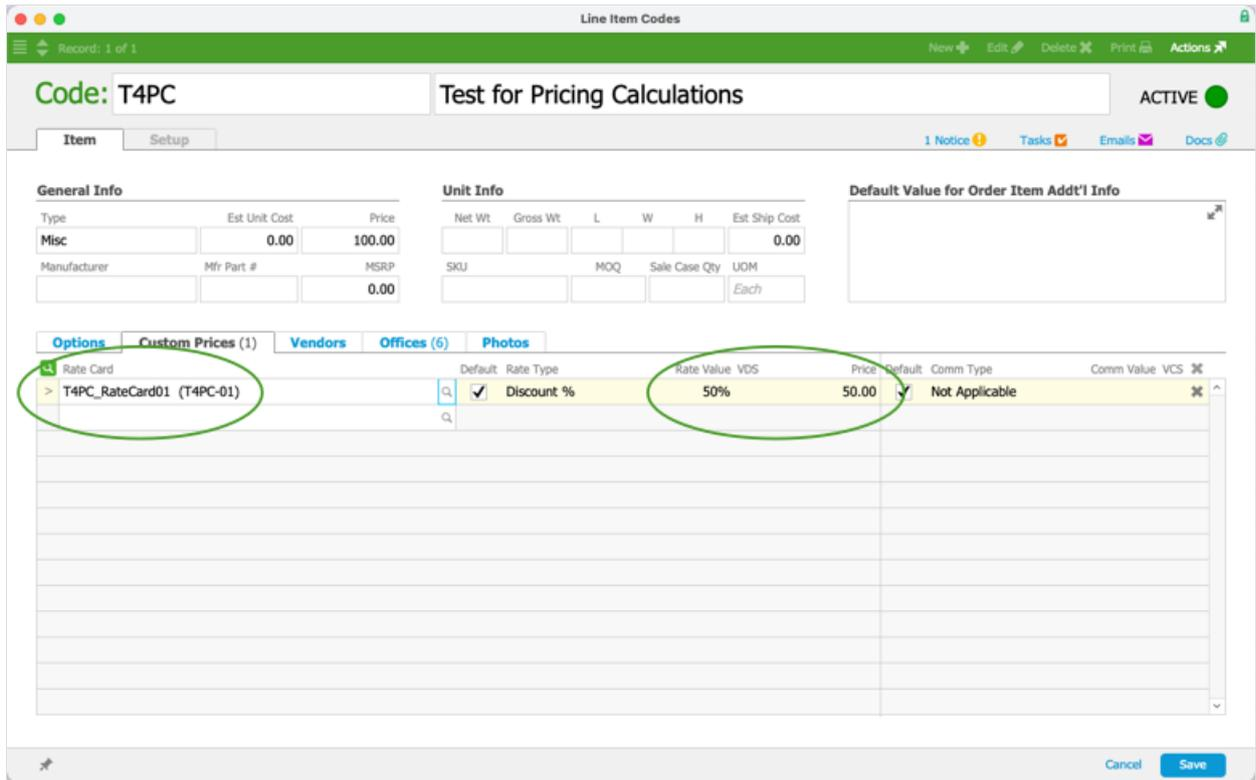 Line Item Codes
Record: 1 of 1 New Edit Delete Print Actions
Code: T4PC Test for Pricing Calculations ACTIVE
Item Setup 1 Notice Tasks Emails Docs
General Info Unit Info Default Value for Order Item Addt'l Info
Type Est Unit Cost Price Net Wt Gross Wt L W H Est Ship Cost
Misc 0.00 100.00 0.00
Manufacturer Mfr Part # MSRP SKU MOQ Sale Case Qty UOM
0.00 Each
Options Custom Prices (1) Vendors Offices (6) Photos
Rate Card Default Rate Type Rate Value VDS Price Default Comm Type Comm Value VCS
> T4PC_RateCard01 (T4PC-01) Discount % 50% 50.00 Not Applicable
Cancel Save